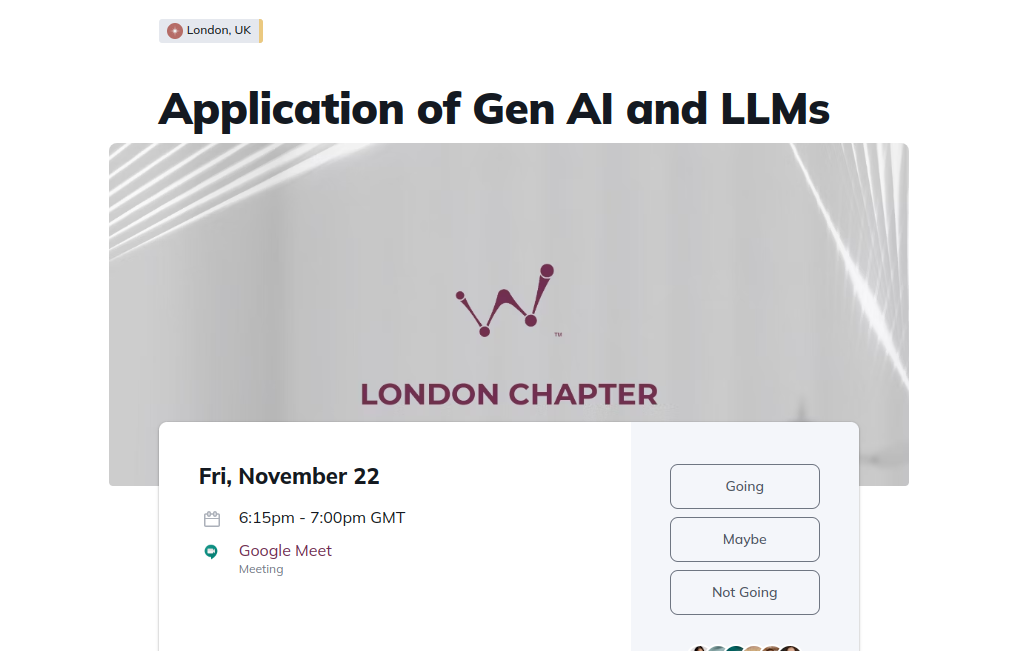 London, UK
Application of Gen AI and LLMs
TM
LONDON CHAPTER
Fri, November 22
6:15pm - 7:00pm GMT
Google Meet
Meeting
Going
Maybe
Not Going